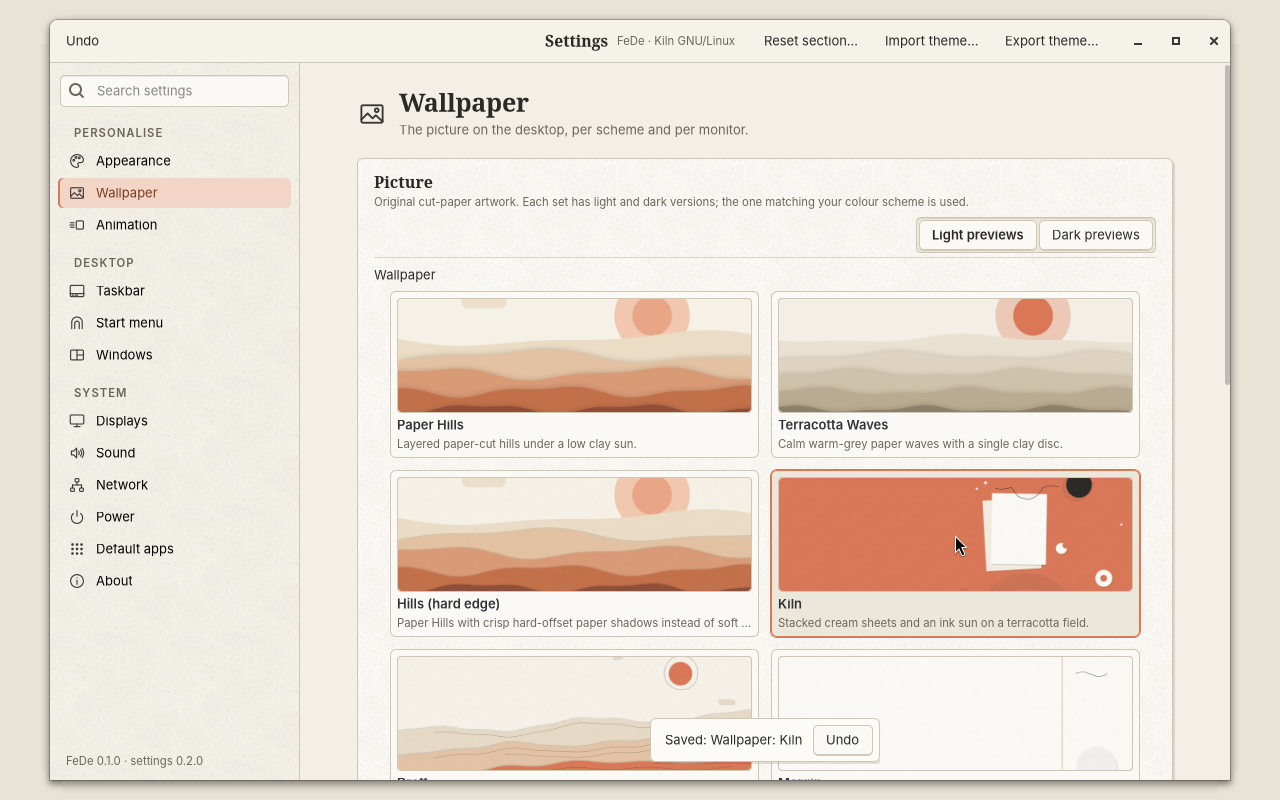 Undo
Settings FeDe · Kiln GNU/Linux
Reset section...
Import theme...
Export theme...
Search settings
PERSONALISE
Appearance
Wallpaper
Animation
DESKTOP
Taskbar
Start menu
Windows
SYSTEM
Displays
Sound
Network
Power
Default apps
About
FeDe 0.1.0 · settings 0.2.0
Wallpaper
The picture on the desktop, per scheme and per monitor.
Picture
Original cut-paper artwork. Each set has light and dark versions; the one matching your colour scheme is used.
Light previews
Dark previews
Wallpaper
Paper Hills
Layered paper-cut hills under a low clay sun.
Terracotta Waves
Calm warm-grey paper waves with a single clay disc.
Hills (hard edge)
Paper Hills with crisp hard-offset paper shadows instead of soft ...
Kiln
Stacked cream sheets and an ink sun on a terracotta field.
Saved: Wallpaper: Kiln
Undo